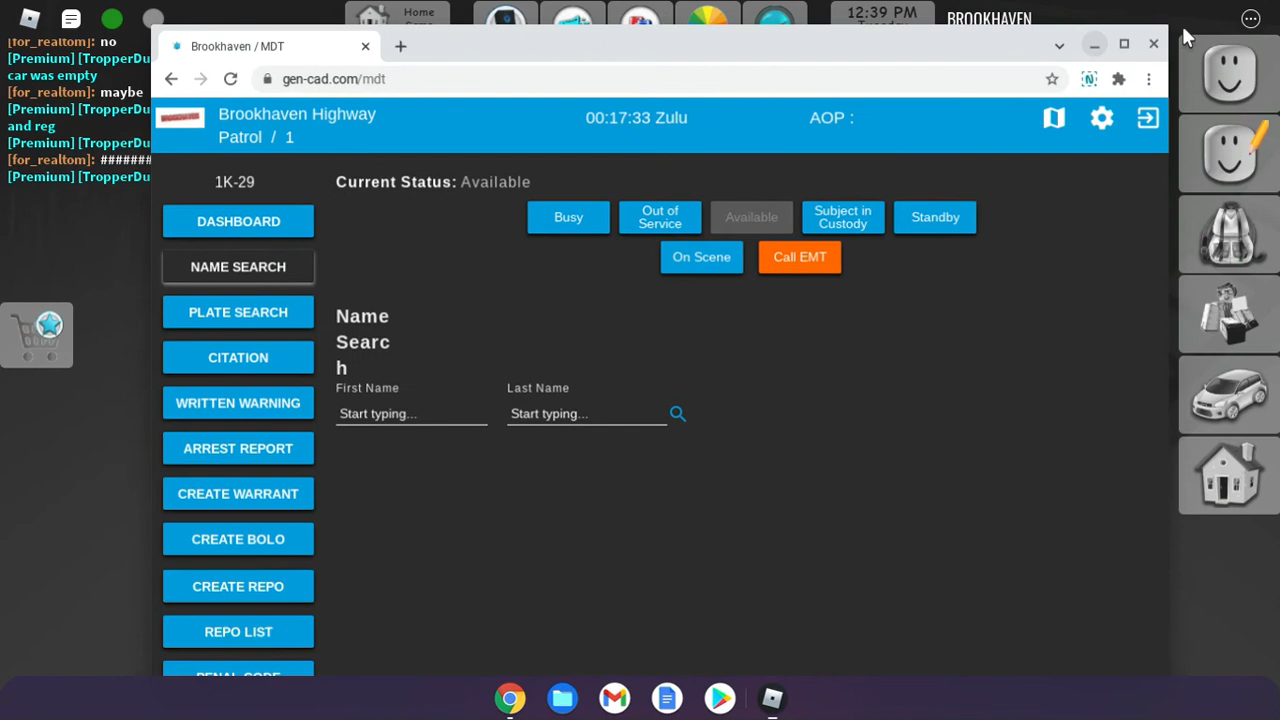 Home
12:39 PM
BROOKHAVEN
[for_realtom]: no
[Premium] [TropperDu
car was empty
[for_realtom]: maybe
[Premium] [TropperDu
and reg
[Premium] [TropperDu
[for_realtom]: #######
[Premium] [TropperDu
Brookhaven / MDT
gen-cad.com/mdt
BROOKHAVEN
Brookhaven Highway
Patrol / 1
00:17:33 Zulu
AOP :
1K-29
DASHBOARD
NAME SEARCH
PLATE SEARCH
CITATION
WRITTEN WARNING
ARREST REPORT
CREATE WARRANT
CREATE BOLO
CREATE REPO
REPO LIST
PENAL CODE
Current Status: Available
Busy
Out of
Service
Available
Subject in
Custody
Standby
On Scene
Call EMT
Name
Searc
h
First Name
Last Name
Start typing...
Start typing...